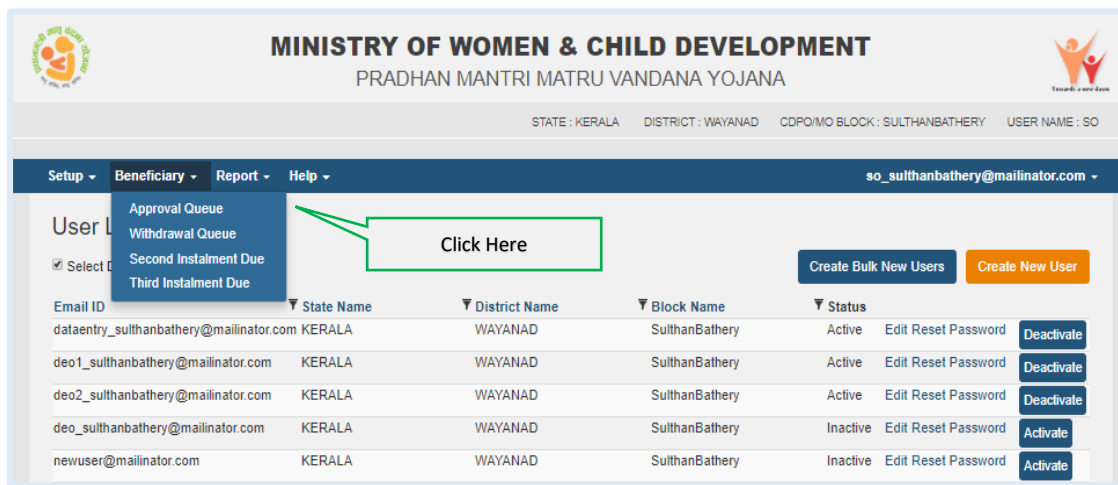 MINISTRY OF WOMEN & CHILD DEVELOPMENT
PRADHAN MANTRI MATRU VANDANA YOJANA
Towards a new dawn
STATE : KERALA DISTRICT : WAYANAD CDPO/MO BLOCK : SULTHANBATHERY USER NAME : SO
Setup Beneficiary Report Help so_sulthanbathery@mailinator.com
Approval Queue
Withdrawal Queue
Second Instalment Due
Third Instalment Due
Click Here
User L
Select D
Create Bulk New Users Create New User
Email ID State Name District Name Block Name Status
dataentry_sulthanbathery@mailinator.com KERALA WAYANAD SulthanBathery Active Edit Reset Password Deactivate
deo1_sulthanbathery@mailinator.com KERALA WAYANAD SulthanBathery Active Edit Reset Password Deactivate
deo2_sulthanbathery@mailinator.com KERALA WAYANAD SulthanBathery Active Edit Reset Password Deactivate
deo_sulthanbathery@mailinator.com KERALA WAYANAD SulthanBathery Inactive Edit Reset Password Activate
newuser@mailinator.com KERALA WAYANAD SulthanBathery Inactive Edit Reset Password Activate